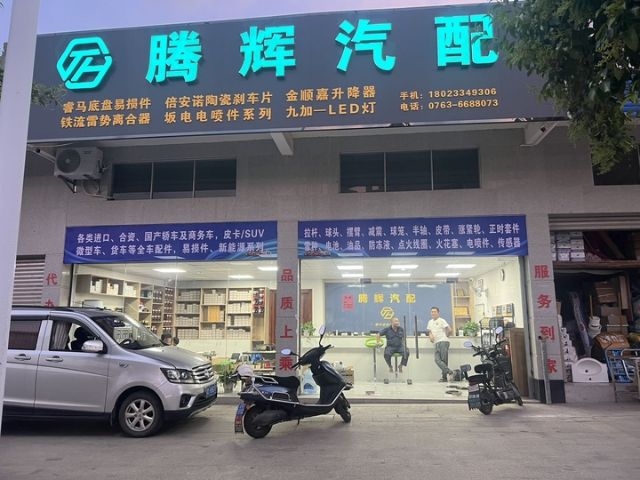 腾辉汽配
睿马底盘易损件 倍安诺陶瓷刹车片 金顺嘉升降器
铁流雷势离合器 坂电电喷件系列 九加一LED灯
手机：18023349306
电话：0763-6688073
各类进口、合资、国产轿车及商务车，皮卡/SUV
微型车、货车等全车配件，易损件、新能源系列
拉杆、球头、摆臂、减震、球笼、半轴、皮带、涨紧轮、正时套件
雷种、电池、油品、防冻液、点火线圈、火花塞、电喷件、传感器
代办
品质上乘
服务到家
腾辉汽配